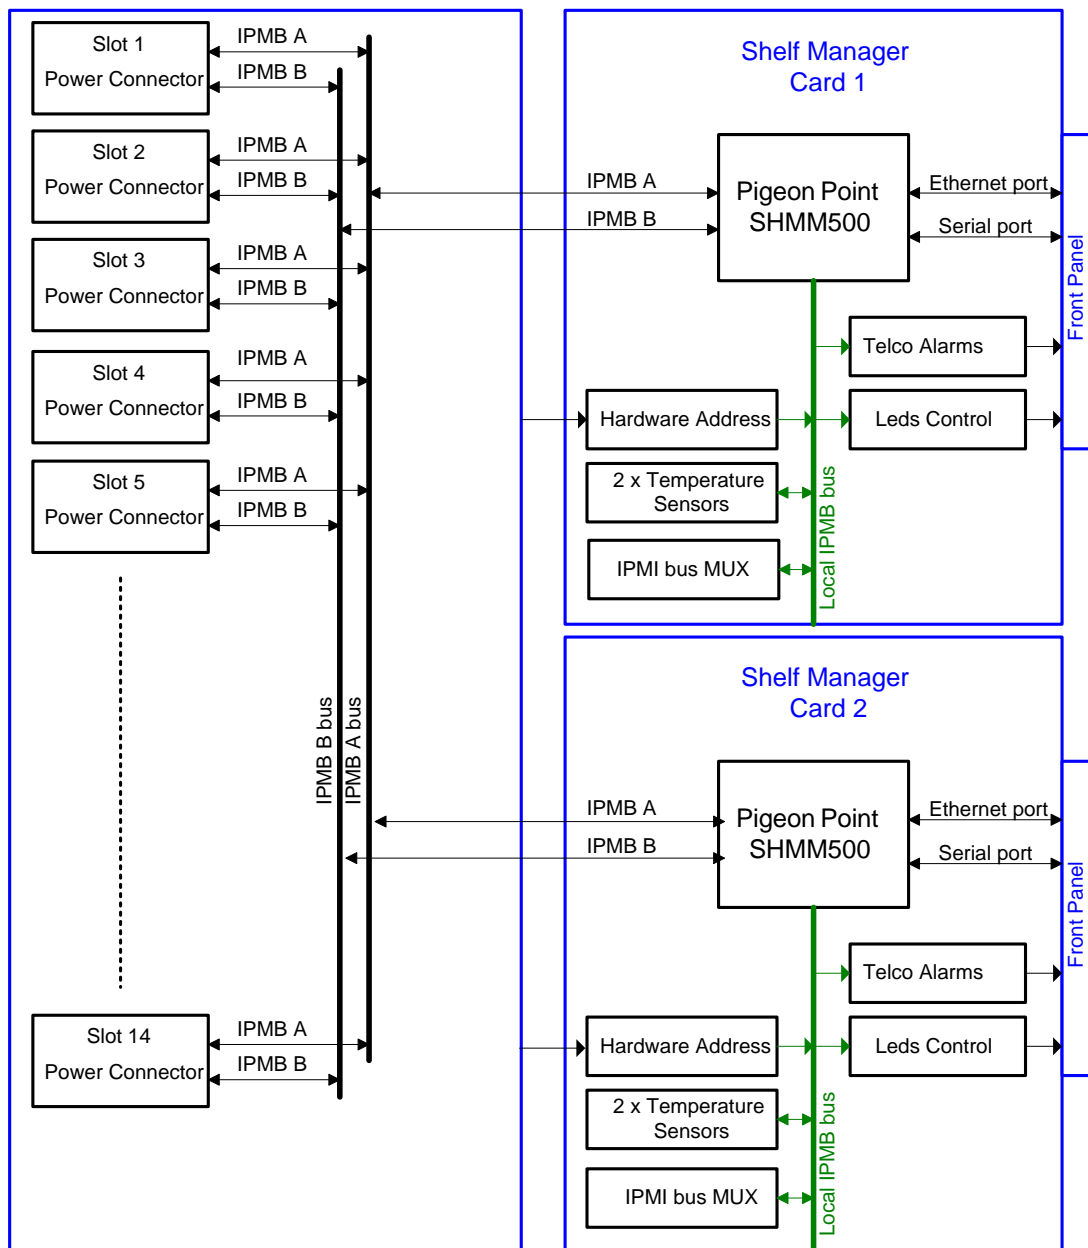 Slot 1
Power Connector
IPMB A
IPMB B
Slot 2
Power Connector
IPMB A
IPMB B
Slot 3
Power Connector
IPMB A
IPMB B
Slot 4
Power Connector
IPMB A
IPMB B
Slot 5
Power Connector
IPMB A
IPMB B
Slot 14
Power Connector
IPMB A
IPMB B
IPMB B bus
IPMB A bus
Shelf Manager
Card 1
IPMB A
IPMB B
Pigeon Point
SHMM500
Ethernet port
Serial port
Front Panel
Telco Alarms
Hardware Address
Leds Control
2 x Temperature
Sensors
IPMI bus MUX
Local IPMB bus
Shelf Manager
Card 2
IPMB A
IPMB B
Pigeon Point
SHMM500
Ethernet port
Serial port
Front Panel
Telco Alarms
Hardware Address
Leds Control
2 x Temperature
Sensors
IPMI bus MUX
Local IPMB bus